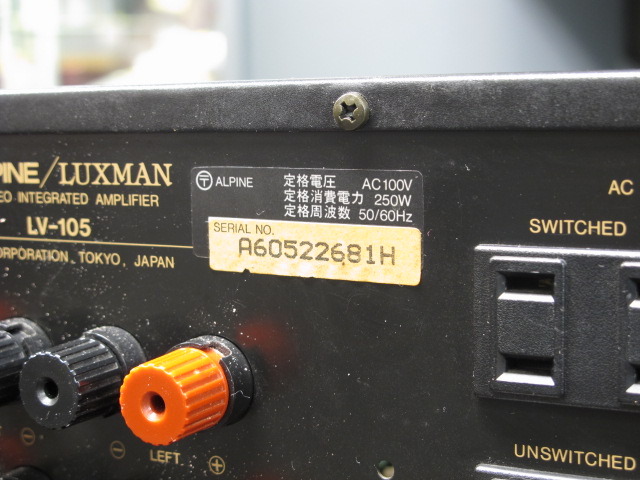 PINE/LUXMAN
EO INTEGRATED AMPLIFIER
LV-105
ORPORATION, TOKYO, JAPAN
ALPINE
定格電圧 AC100V
定格消費電力 250W
定格周波数 50/60Hz
SERIAL NO.
A60522681H
AC
SWITCHED
UNSWITCHED
LEFT